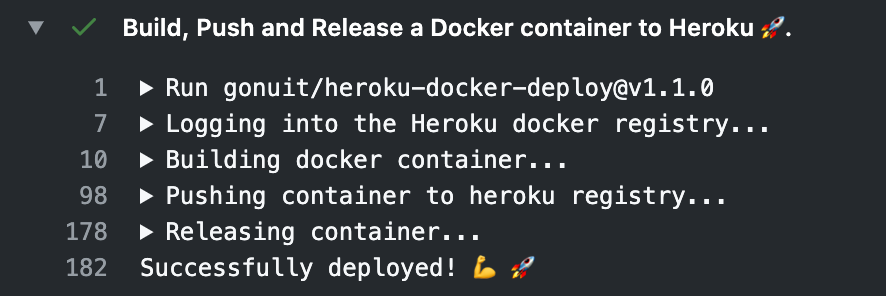 ▼ ✓ Build, Push and Release a Docker container to Heroku 🚀.
1 ▶ Run gonuit/heroku-docker-deploy@v1.1.0
7 ▶ Logging into the Heroku docker registry...
10 ▶ Building docker container...
98 ▶ Pushing container to heroku registry...
178 ▶ Releasing container...
182 Successfully deployed! 💪 🚀